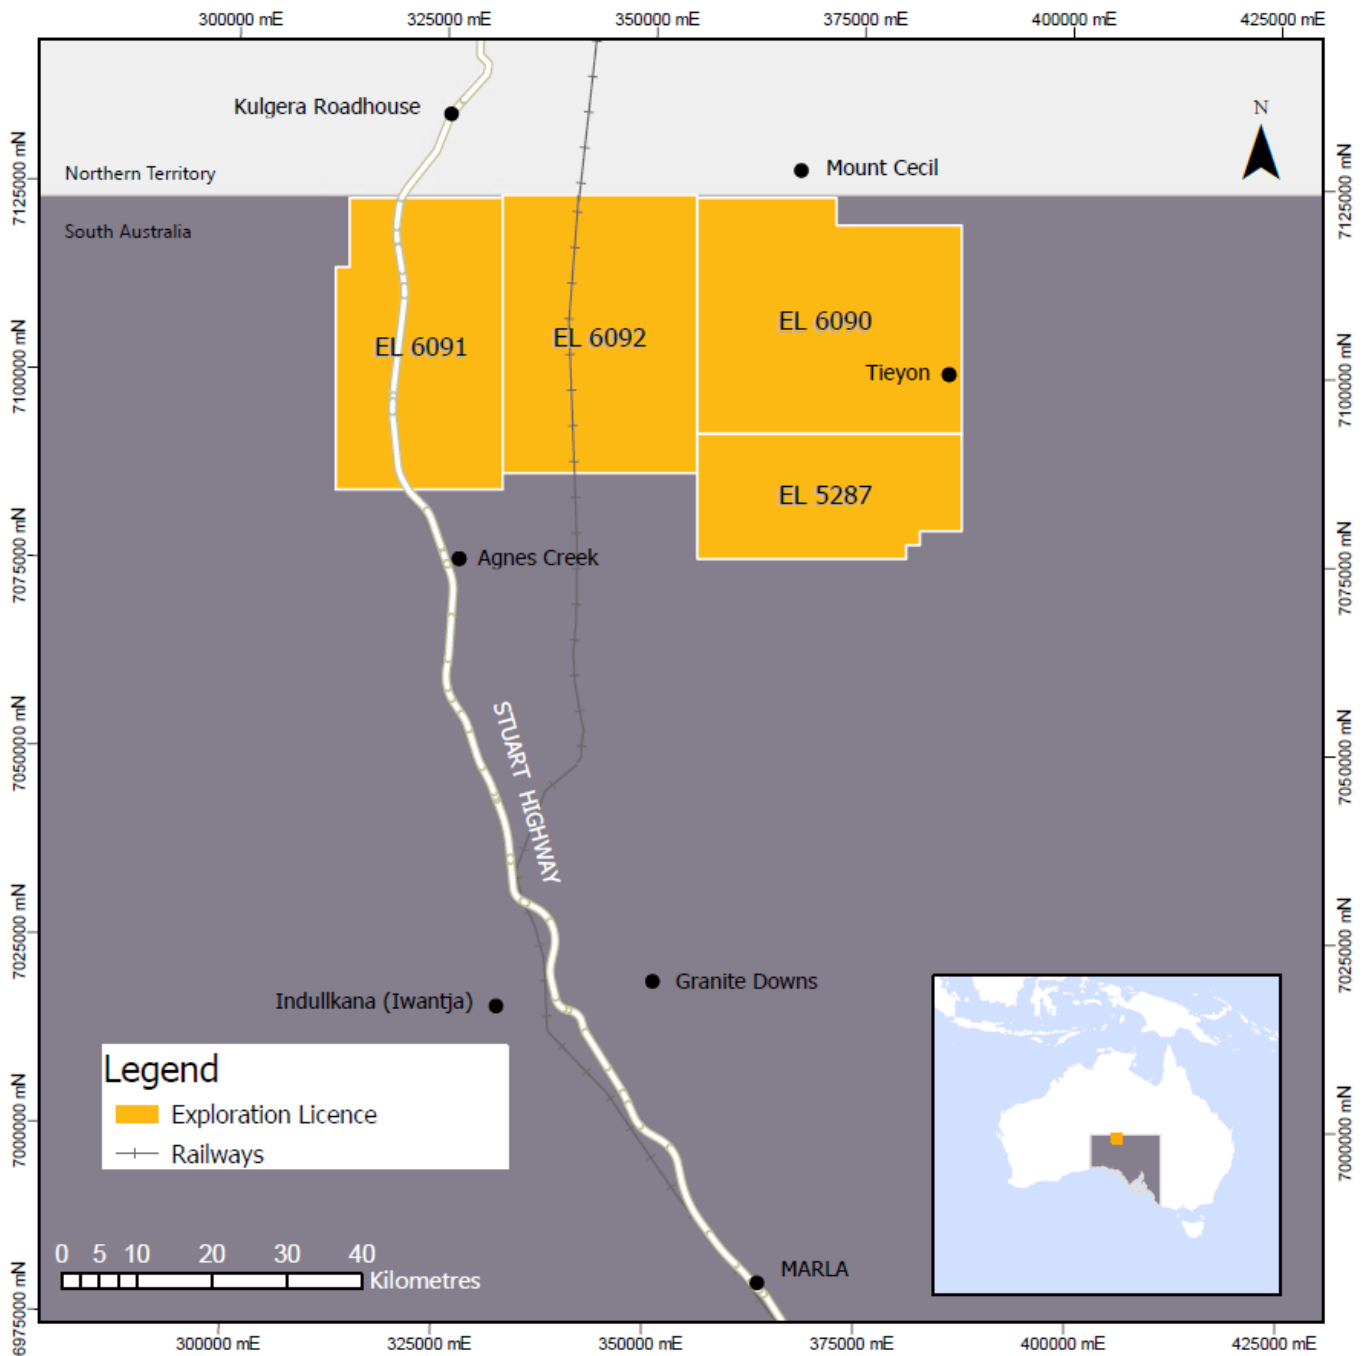 300000 mE
325000 mE
350000 mE
375000 mE
400000 mE
425000 mE
Kulgera Roadhouse
N
Mount Cecil
Northern Territory
7125000 mN
7125000 mN
South Australia
EL 6090
EL 6092
EL 6091
Tieyon
7100000 mN
7100000 mN
EL 5287
Agnes Creek
7075000 mN
7075000 mN
STUART HIGHWAY
7050000 mN
7050000 mN
7025000 mN
7025000 mN
Granite Downs
Indullkana (Iwantja)
Legend
Exploration Licence
Railways
7000000 mN
7000000 mN
0 5 10 20 30 40
Kilometres
MARLA
6975000 mN
300000 mE
325000 mE
350000 mE
375000 mE
400000 mE
425000 mE